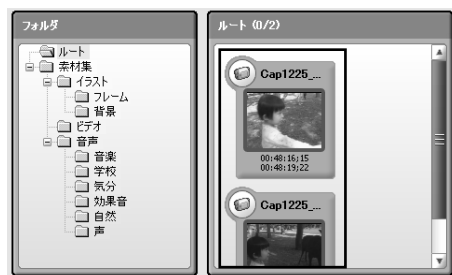 フォルダ
ルート
素材集
イラスト
フレーム
背景
ビデオ
音声
音楽
学校
気分
効果音
自然
声
ルート (0/2)
Cap1225_...
00:48:16;15
00:48:19;22
Cap1225_...